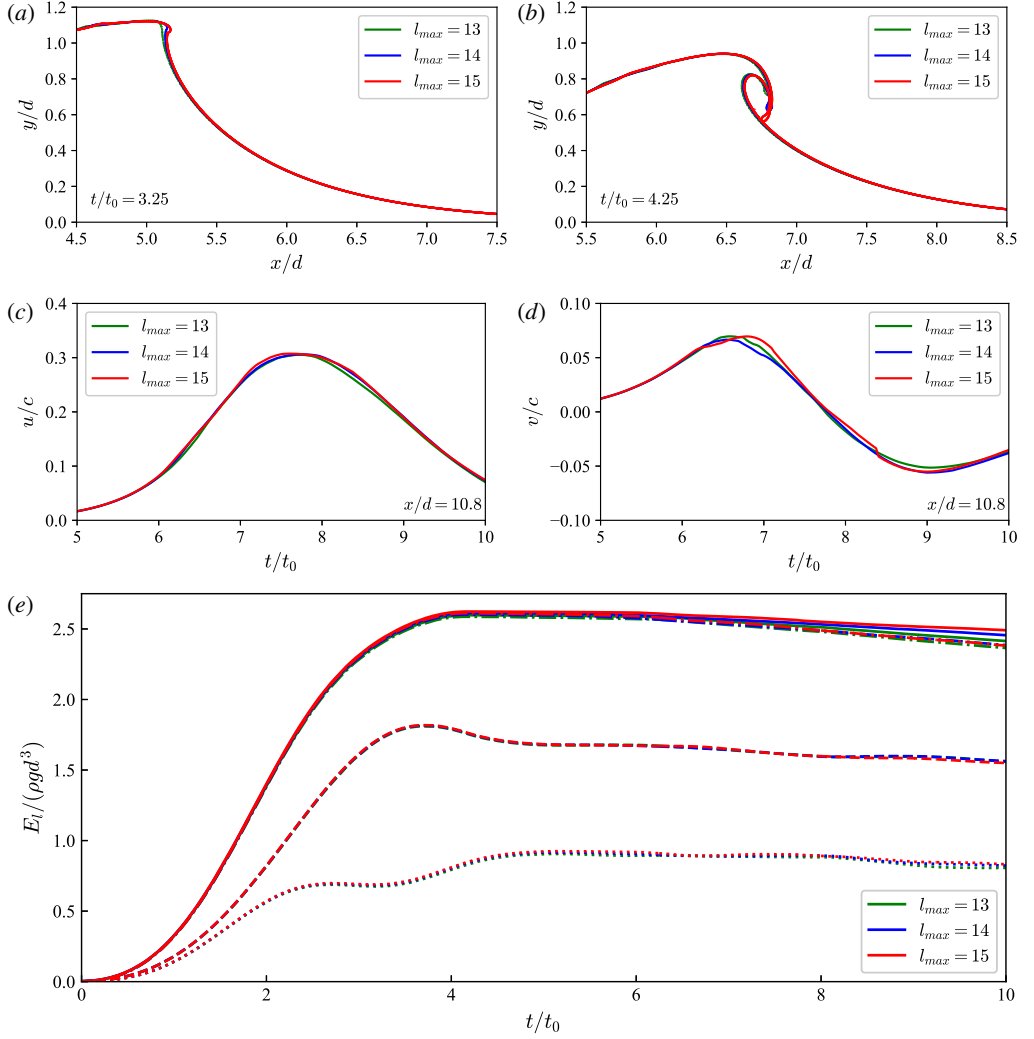 (a)
1.2
1.0
0.8
0.6
0.4
0.2
0.0
y/d
l_max = 13
l_max = 14
l_max = 15
t/t_0 = 3.25
4.5 5.0 5.5 6.0 6.5 7.0 7.5
x/d
(b)
1.2
1.0
0.8
0.6
0.4
0.2
0.0
y/d
l_max = 13
l_max = 14
l_max = 15
t/t_0 = 4.25
5.5 6.0 6.5 7.0 7.5 8.0 8.5
x/d
(c)
0.4
0.3
0.2
0.1
0.0
u/c
l_max = 13
l_max = 14
l_max = 15
x/d = 10.8
5 6 7 8 9 10
t/t_0
(d)
0.10
0.05
0.00
−0.05
−0.10
v/c
l_max = 13
l_max = 14
l_max = 15
x/d = 10.8
5 6 7 8 9 10
t/t_0
(e)
2.5
2.0
1.5
1.0
0.5
0.0
E_l/(ρgd^3)
l_max = 13
l_max = 14
l_max = 15
0 2 4 6 8 10
t/t_0